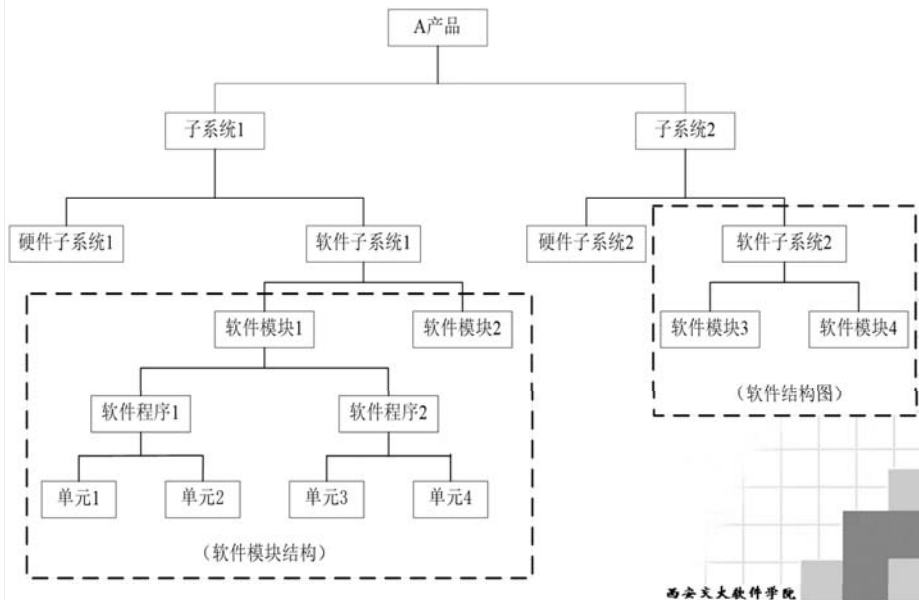 A产品
子系统1
子系统2
硬件子系统1
软件子系统1
硬件子系统2
软件子系统2
软件模块1
软件模块2
软件模块3
软件模块4
(软件结构图)
软件程序1
软件程序2
单元1
单元2
单元3
单元4
(软件模块结构)
西安交大软件学院